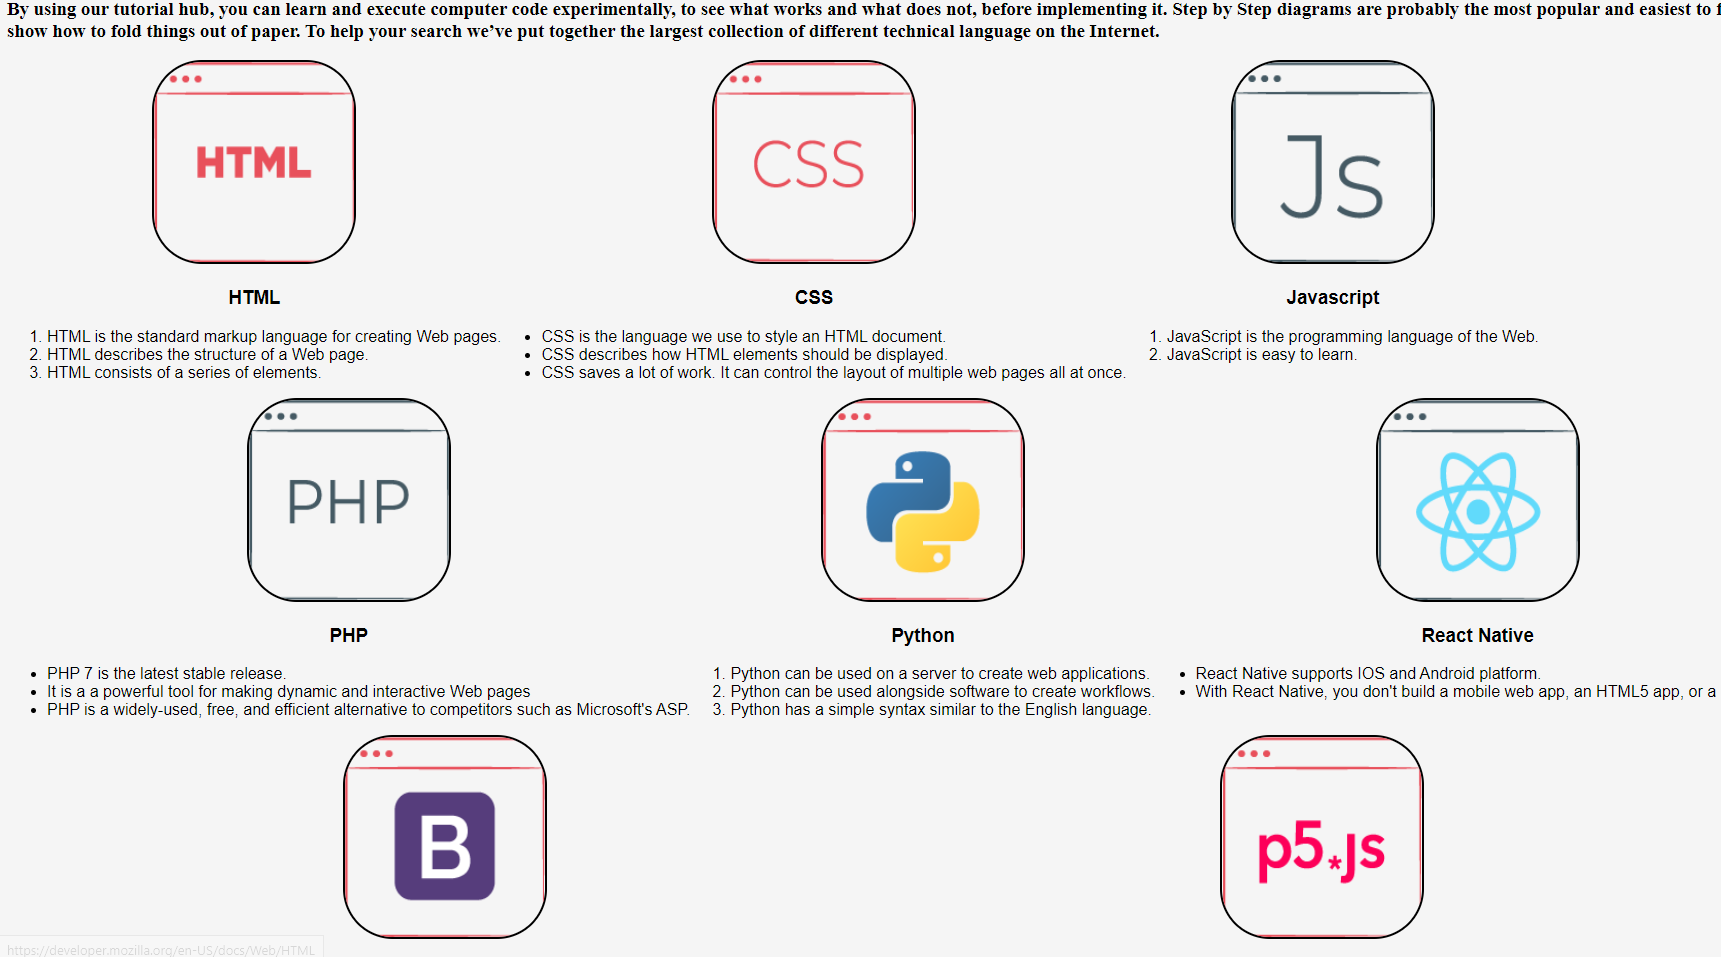 By using our tutorial hub, you can learn and execute computer code experimentally, to see what works and what does not, before implementing it. Step by Step diagrams are probably the most popular and easiest to
show how to fold things out of paper. To help your search we’ve put together the largest collection of different technical language on the Internet.
HTML
CSS
Js
HTML
CSS
Javascript
1. HTML is the standard markup language for creating Web pages.
2. HTML describes the structure of a Web page.
3. HTML consists of a series of elements.
• CSS is the language we use to style an HTML document.
• CSS describes how HTML elements should be displayed.
• CSS saves a lot of work. It can control the layout of multiple web pages all at once.
1. JavaScript is the programming language of the Web.
2. JavaScript is easy to learn.
PHP
PHP
Python
React Native
• PHP 7 is the latest stable release.
• It is a a powerful tool for making dynamic and interactive Web pages
• PHP is a widely-used, free, and efficient alternative to competitors such as Microsoft's ASP.
1. Python can be used on a server to create web applications.
2. Python can be used alongside software to create workflows.
3. Python has a simple syntax similar to the English language.
• React Native supports IOS and Android platform.
• With React Native, you don't build a mobile web app, an HTML5 app, or a
B
p5.js
https://developer.mozilla.org/en-US/docs/Web/HTML